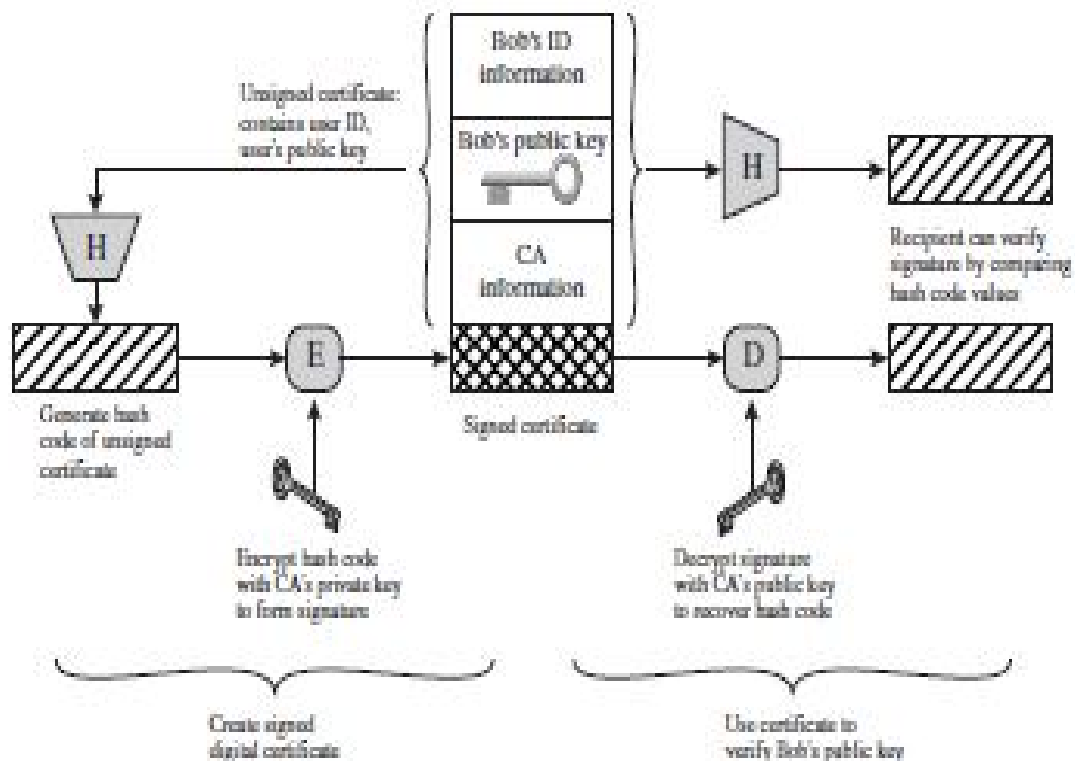 Bob's ID
information
Unsigned certificate:
contains user ID,
user's public key
Bob's public key
H
H
CA
information
Recipient can verify
signature by comparing
hash code values
E
D
Generate hash
code of unsigned
certificate
Signed certificate
Encrypt hash code
with CA's private key
to form signature
Decrypt signature
with CA's public key
to recover hash code
Create signed
digital certificate
Use certificate to
verify Bob's public key